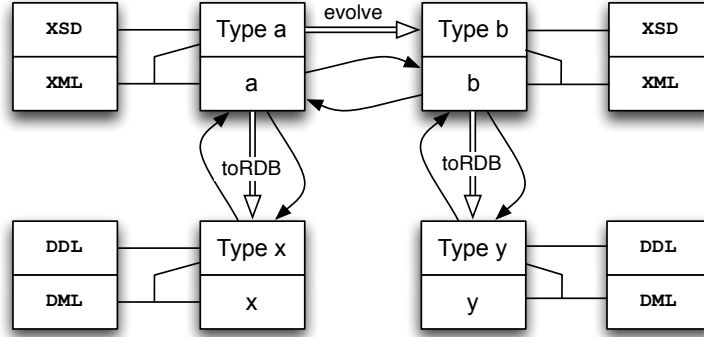 evolve
XSD
Type a
Type b
XSD
XML
a
b
XML
toRDB
toRDB
DDL
Type x
Type y
DDL
DML
x
y
DML